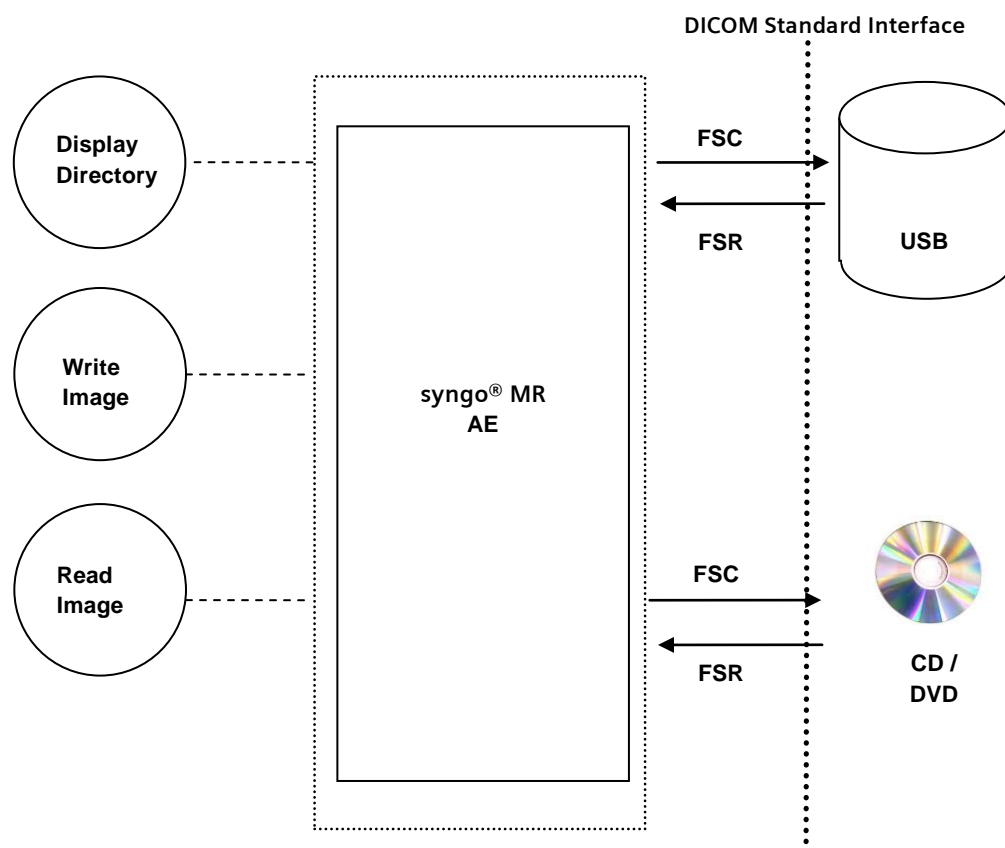 DICOM Standard Interface
Display
Directory
FSC
FSR
USB
Write
Image
syngo® MR
AE
Read
Image
FSC
FSR
CD /
DVD